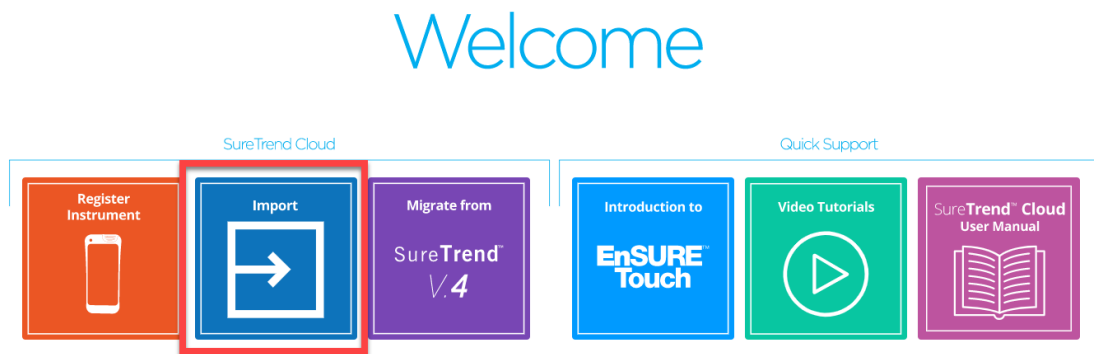 Welcome
SureTrend Cloud
Register
Instrument
Import
Migrate from
SureTrend™
V.4
Quick Support
Introduction to
EnSURE™
Touch
Video Tutorials
SureTrend™ Cloud
User Manual